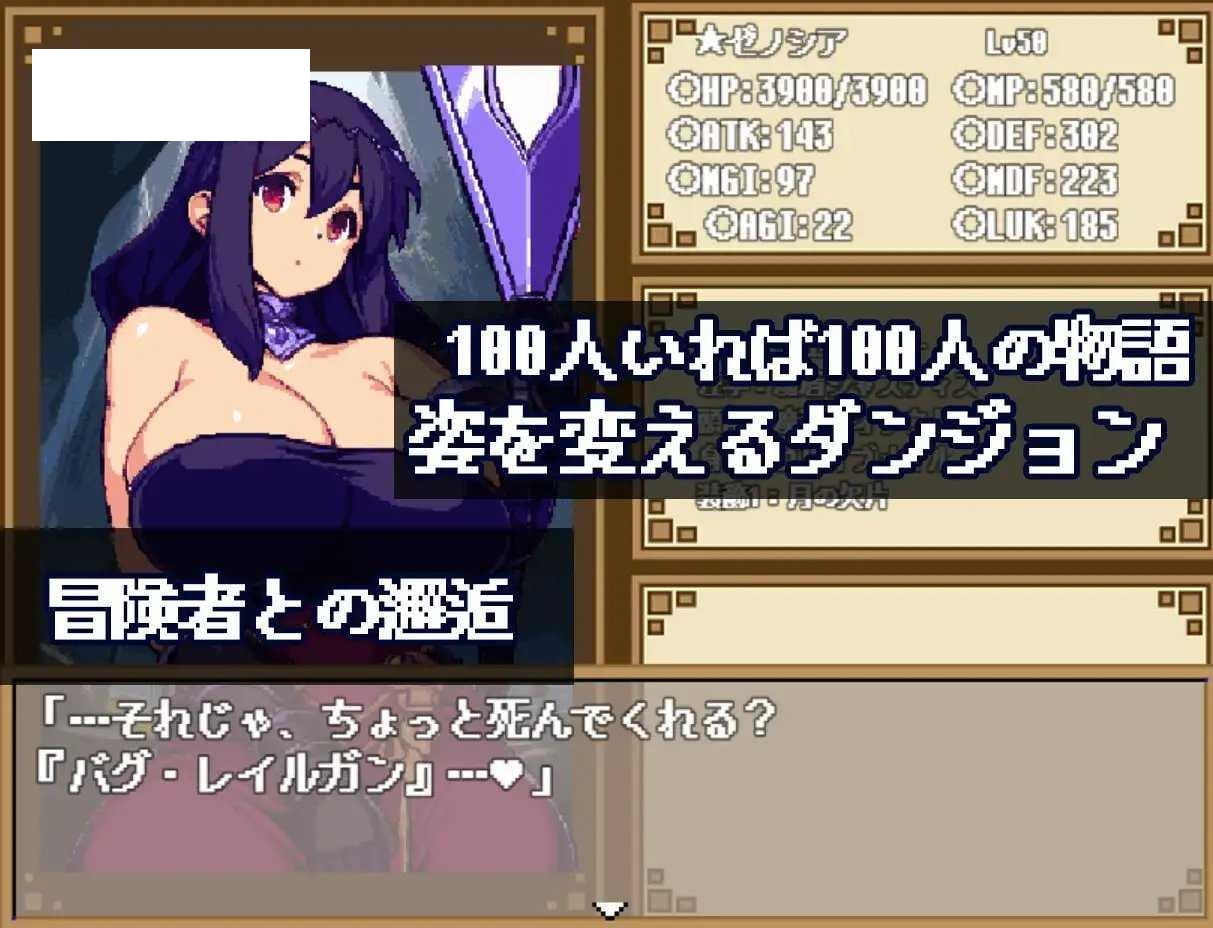 ★ゼノシア Lv50
HP:3900/3900 MP:580/580
ATK:143 DEF:302
MGI:97 MDF:223
AGI:22 LUK:185
100人いれば100人の物語
姿を変えるダンジョン
装飾1:月の欠片
冒険者との邂逅
「…それじゃ、ちょっと死んでくれる？
『バグ・レイルガン』…♥」